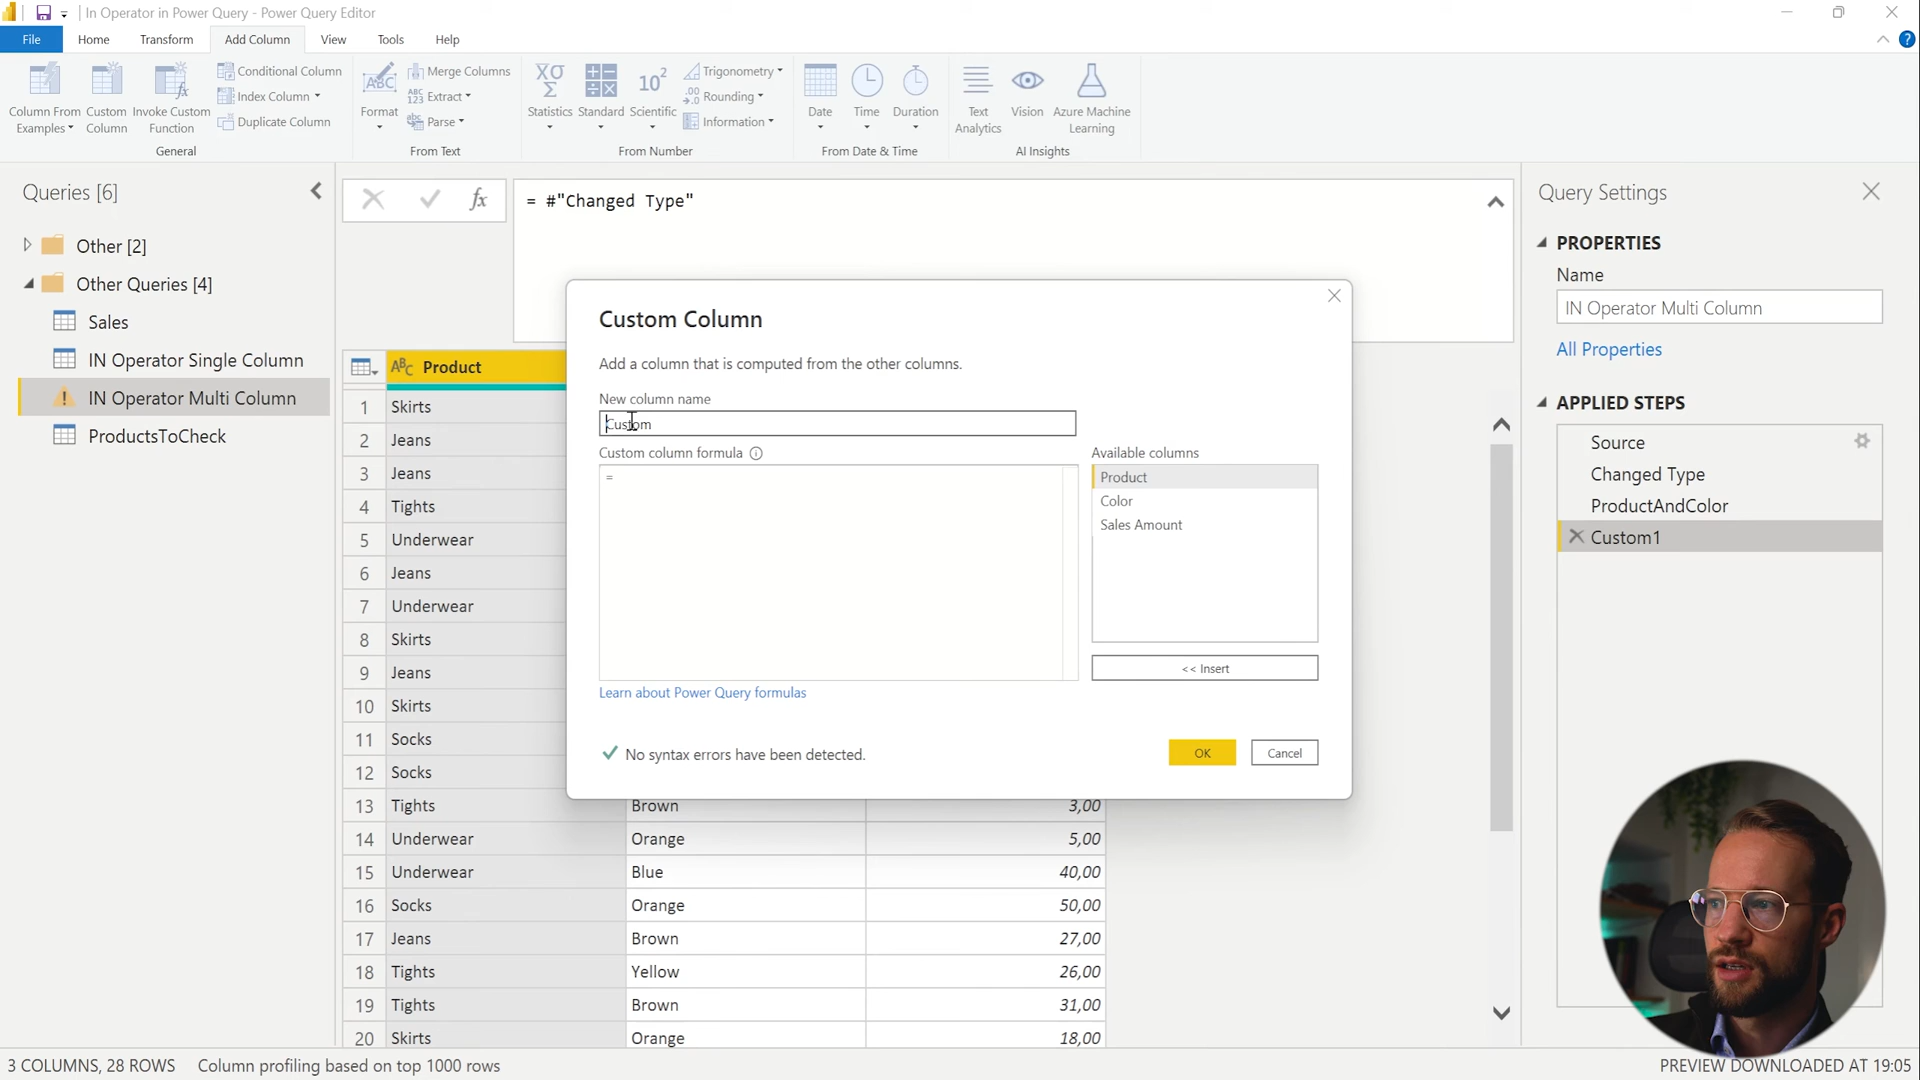 In Operator in Power Query - Power Query Editor
File
Home
Transform
Add Column
View
Tools
Help
Column From
Examples
Custom
Column
Invoke Custom
Function
Conditional Column
Index Column
Duplicate Column
General
ABC
Format
Merge Columns
ABC
123 Extract
Parse
From Text
XΟ
Σ
Statistics
Standard
10²
Scientific
Trigonometry
.00
.0 Rounding
Information
From Number
Date
Time
Duration
From Date & Time
Text
Analytics
Vision
Azure Machine
Learning
AI Insights
Queries [6]
Other [2]
Other Queries [4]
Sales
IN Operator Single Column
IN Operator Multi Column
ProductsToCheck
fx
= #"Changed Type"
ABC Product
1 Skirts
2 Jeans
3 Jeans
4 Tights
5 Underwear
6 Jeans
7 Underwear
8 Skirts
9 Jeans
10 Skirts
11 Socks
12 Socks
13 Tights Brown 3,00
14 Underwear Orange 5,00
15 Underwear Blue 40,00
16 Socks Orange 50,00
17 Jeans Brown 27,00
18 Tights Yellow 26,00
19 Tights Brown 31,00
20 Skirts Orange 18,00
Custom Column
Add a column that is computed from the other columns.
New column name
Custom
Custom column formula
=
Available columns
Product
Color
Sales Amount
<< Insert
Learn about Power Query formulas
No syntax errors have been detected.
OK
Cancel
Query Settings
PROPERTIES
Name
IN Operator Multi Column
All Properties
APPLIED STEPS
Source
Changed Type
ProductAndColor
Custom1
3 COLUMNS, 28 ROWS
Column profiling based on top 1000 rows
PREVIEW DOWNLOADED AT 19:05